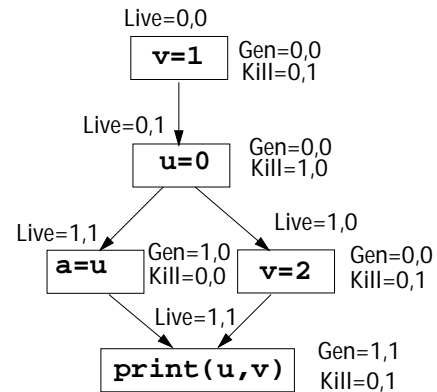 Live=0,0
v=1
Gen=0,0
Kill=0,1
Live=0,1
u=0
Gen=0,0
Kill=1,0
Live=1,1
Live=1,0
a=u
Gen=1,0
Kill=0,0
v=2
Gen=0,0
Kill=0,1
Live=1,1
print(u,v)
Gen=1,1
Kill=0,1